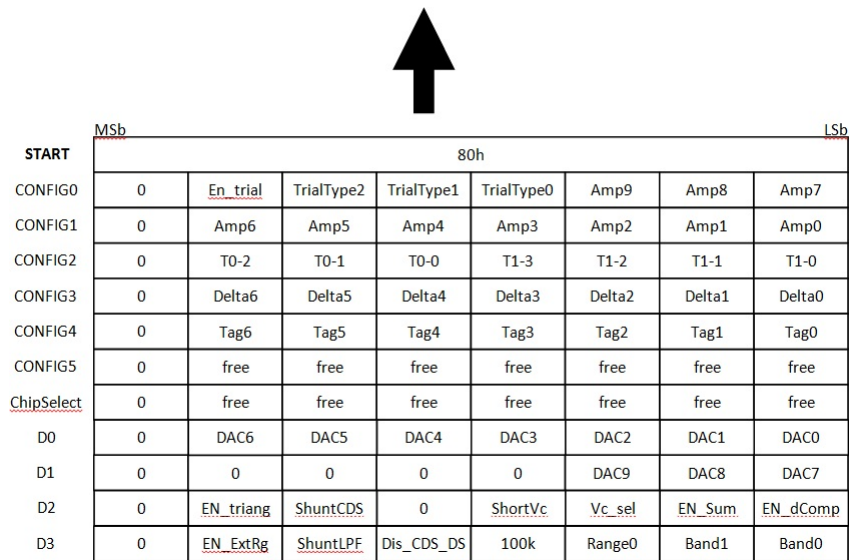 MSb LSb
START 80h
CONFIG0 0 En_trial TrialType2 TrialType1 TrialType0 Amp9 Amp8 Amp7
CONFIG1 0 Amp6 Amp5 Amp4 Amp3 Amp2 Amp1 Amp0
CONFIG2 0 T0-2 T0-1 T0-0 T1-3 T1-2 T1-1 T1-0
CONFIG3 0 Delta6 Delta5 Delta4 Delta3 Delta2 Delta1 Delta0
CONFIG4 0 Tag6 Tag5 Tag4 Tag3 Tag2 Tag1 Tag0
CONFIG5 0 free free free free free free free
ChipSelect 0 free free free free free free free
D0 0 DAC6 DAC5 DAC4 DAC3 DAC2 DAC1 DAC0
D1 0 0 0 0 0 DAC9 DAC8 DAC7
D2 0 EN_triang ShuntCDS 0 ShortVc Vc_sel EN_Sum EN_dComp
D3 0 EN_ExtRg ShuntLPF Dis_CDS_DS 100k Range0 Band1 Band0